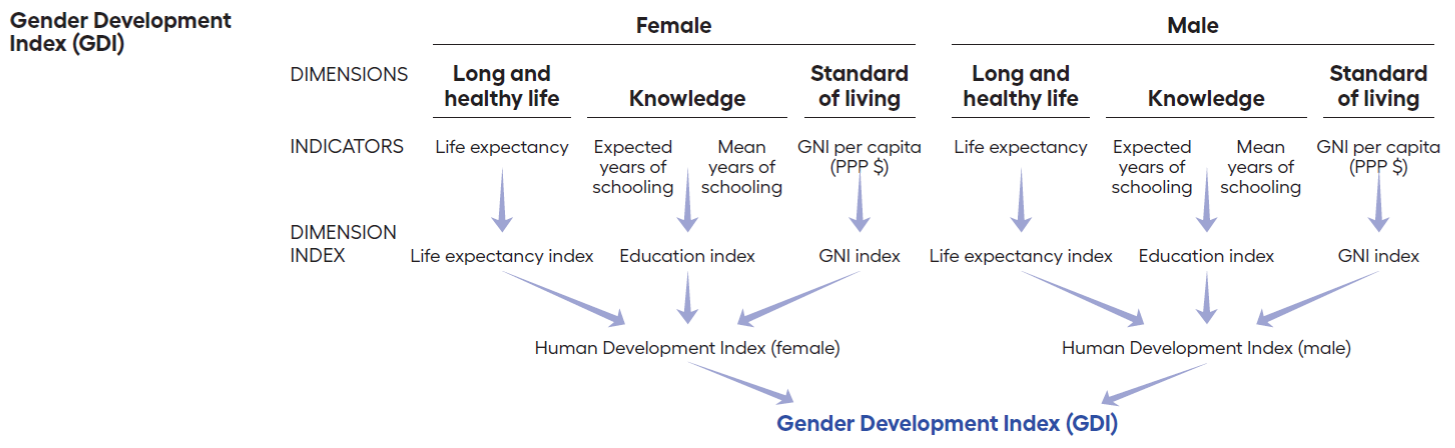 Gender Development
Index (GDI)
Female
Male
DIMENSIONS
Long and
healthy life
Knowledge
Standard
of living
Long and
healthy life
Knowledge
Standard
of living
INDICATORS
Life expectancy
Expected
years of
schooling
Mean
years of
schooling
GNI per capita
(PPP $)
Life expectancy
Expected
years of
schooling
Mean
years of
schooling
GNI per capita
(PPP $)
DIMENSION
INDEX
Life expectancy index
Education index
GNI index
Life expectancy index
Education index
GNI index
Human Development Index (female)
Human Development Index (male)
Gender Development Index (GDI)